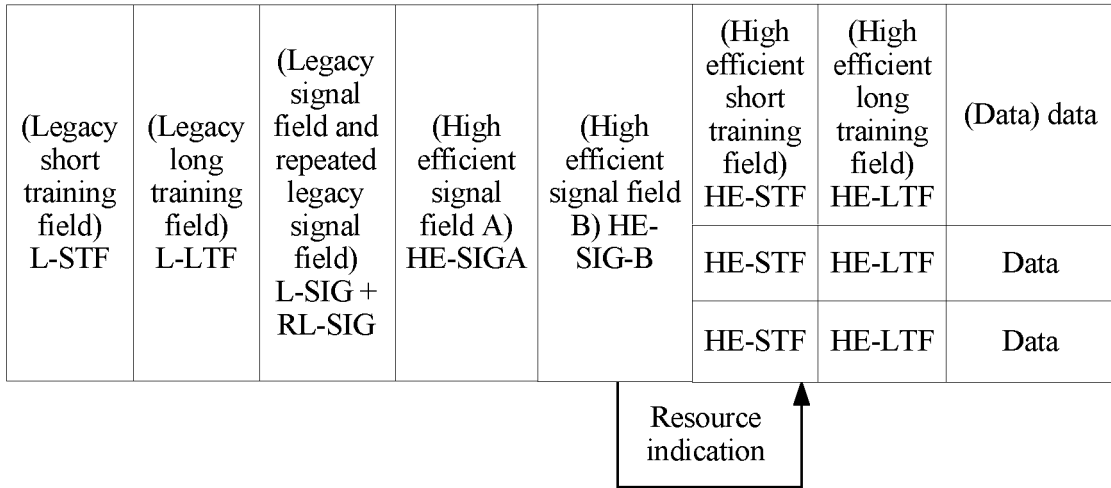 (Legacy
short
training
field)
L-STF
(Legacy
long
training
field)
L-LTF
(Legacy
signal
field and
repeated
legacy
signal
field)
L-SIG +
RL-SIG
(High
efficient
signal
field A)
HE-SIGA
(High
efficient
signal field
B) HE-
SIG-B
(High
efficient
short
training
field)
HE-STF
(High
efficient
long
training
field)
HE-LTF
(Data) data
HE-STF
HE-LTF
Data
HE-STF
HE-LTF
Data
Resource
indication